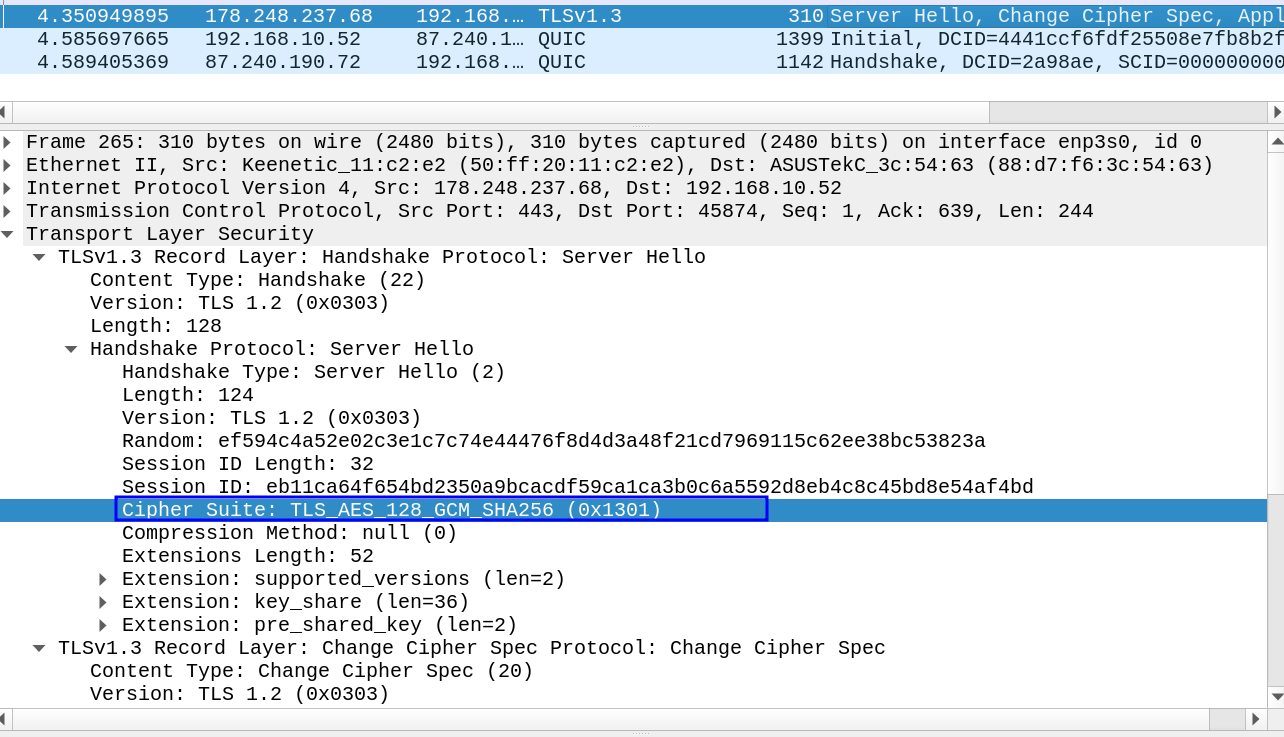 4.350949895 178.248.237.68 192.168.… TLSv1.3 310 Server Hello, Change Cipher Spec, Appl
4.585697665 192.168.10.52 87.240.1… QUIC 1399 Initial, DCID=4441ccf6fdf25508e7fb8b2f
4.589405369 87.240.190.72 192.168.… QUIC 1142 Handshake, DCID=2a98ae, SCID=000000000
Frame 265: 310 bytes on wire (2480 bits), 310 bytes captured (2480 bits) on interface enp3s0, id 0
Ethernet II, Src: Keenetic_11:c2:e2 (50:ff:20:11:c2:e2), Dst: ASUSTekC_3c:54:63 (88:d7:f6:3c:54:63)
Internet Protocol Version 4, Src: 178.248.237.68, Dst: 192.168.10.52
Transmission Control Protocol, Src Port: 443, Dst Port: 45874, Seq: 1, Ack: 639, Len: 244
Transport Layer Security
TLSv1.3 Record Layer: Handshake Protocol: Server Hello
Content Type: Handshake (22)
Version: TLS 1.2 (0x0303)
Length: 128
Handshake Protocol: Server Hello
Handshake Type: Server Hello (2)
Length: 124
Version: TLS 1.2 (0x0303)
Random: ef594c4a52e02c3e1c7c74e44476f8d4d3a48f21cd7969115c62ee38bc53823a
Session ID Length: 32
Session ID: eb11ca64f654bd2350a9bcacdf59ca1ca3b0c6a5592d8eb4c8c45bd8e54af4bd
Cipher Suite: TLS_AES_128_GCM_SHA256 (0x1301)
Compression Method: null (0)
Extensions Length: 52
Extension: supported_versions (len=2)
Extension: key_share (len=36)
Extension: pre_shared_key (len=2)
TLSv1.3 Record Layer: Change Cipher Spec Protocol: Change Cipher Spec
Content Type: Change Cipher Spec (20)
Version: TLS 1.2 (0x0303)